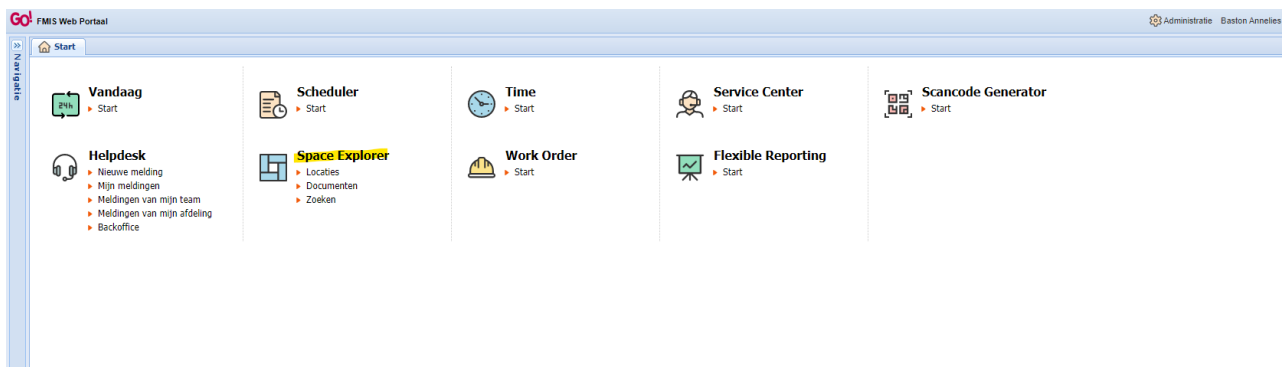 GO! FMIS Web Portaal
Administratie Baston Annelies
Start
Navigatie
Vandaag
Start
Scheduler
Start
Time
Start
Service Center
Start
Scancode Generator
Start
24h
Helpdesk
Nieuwe melding
Mijn meldingen
Meldingen van mijn team
Meldingen van mijn afdeling
Backoffice
Space Explorer
Locaties
Documenten
Zoeken
Work Order
Start
Flexible Reporting
Start